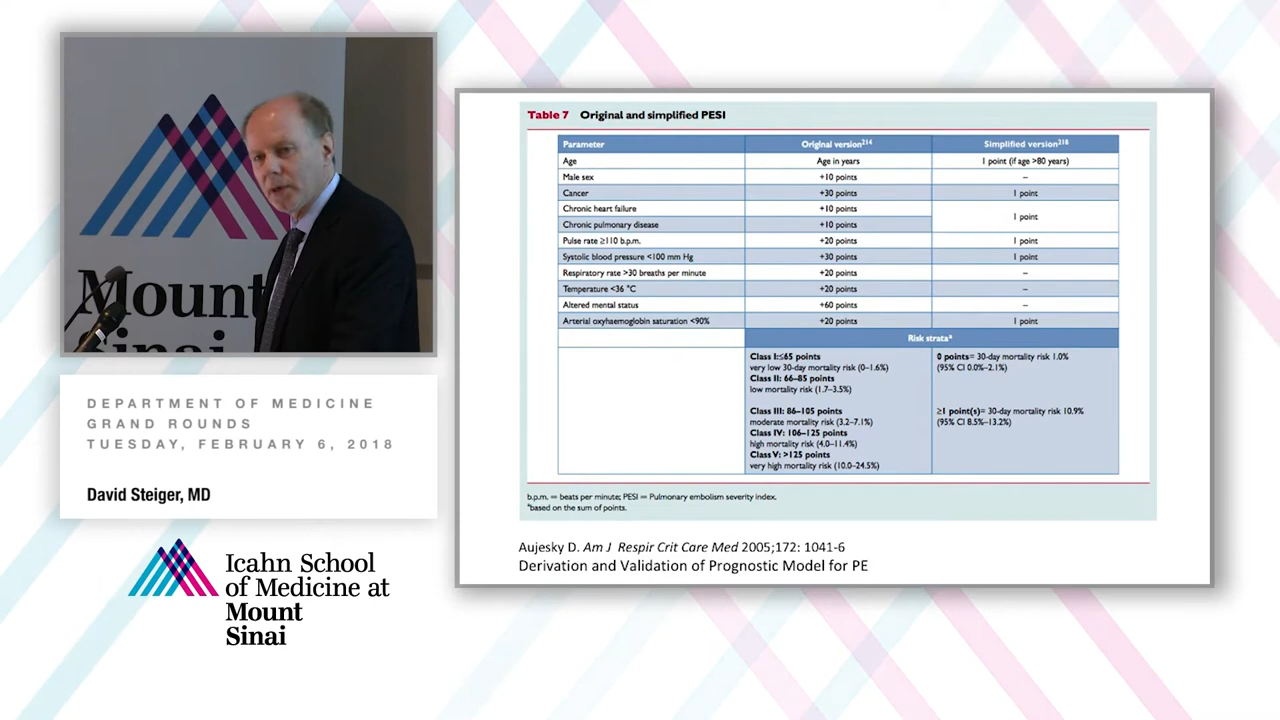 Mount
Sinai
DEPARTMENT OF MEDICINE
GRAND ROUNDS
TUESDAY, FEBRUARY 6, 2018
David Steiger, MD
Icahn School
of Medicine at
Mount
Sinai
Table 7 Original and simplified PESI
Parameter Original version214 Simplified version218
Age Age in years 1 point (if age >80 years)
Male sex +10 points –
Cancer +30 points 1 point
Chronic heart failure +10 points
1 point
Chronic pulmonary disease +10 points
Pulse rate ≥110 b.p.m. +20 points 1 point
Systolic blood pressure <100 mm Hg +30 points 1 point
Respiratory rate >30 breaths per minute +20 points –
Temperature <36 °C +20 points –
Altered mental status +60 points –
Arterial oxyhaemoglobin saturation <90% +20 points 1 point
Risk strataª
Class I: ≤65 points
very low 30-day mortality risk (0–1.6%)
Class II: 66–85 points
low mortality risk (1.7–3.5%)
Class III: 86–105 points
moderate mortality risk (3.2–7.1%)
Class IV: 106–125 points
high mortality risk (4.0–11.4%)
Class V: >125 points
very high mortality risk (10.0–24.5%)
0 points= 30-day mortality risk 1.0%
(95% CI 0.0%–2.1%)
≥1 point(s)= 30-day mortality risk 10.9%
(95% CI 8.5%–13.2%)
b.p.m. = beats per minute; PESI = Pulmonary embolism severity index.
ªbased on the sum of points.
Aujesky D. Am J Respir Crit Care Med 2005;172: 1041-6
Derivation and Validation of Prognostic Model for PE